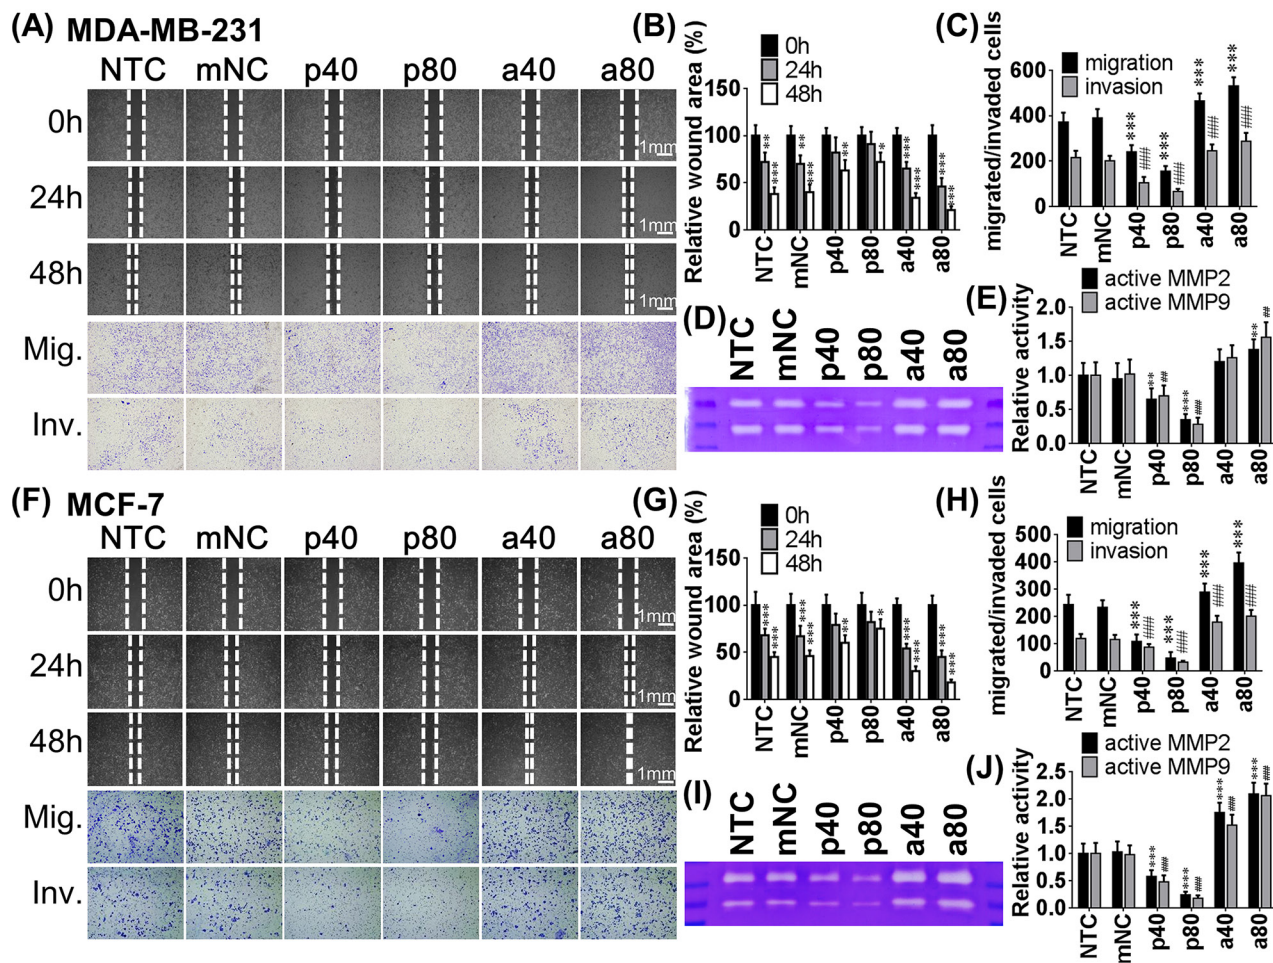 (A) MDA-MB-231
NTC mNC p40 p80 a40 a80
0h
1mm
24h
1mm
48h
1mm
Mig.
Inv.
(B)
Relative wound area (%)
0h
24h
48h
150
100
50
0
** *** ** *** ** * *** *** *** ***
NTC mNC p40 p80 a40 a80
(C)
migrated/invaded cells
migration
invasion
600
400
200
0
*** ### *** ### *** ### *** ###
NTC mNC p40 p80 a40 a80
(D)
NTC mNC p40 p80 a40 a80
(E)
Relative activity
active MMP2
active MMP9
2.0
1.5
1.0
0.5
0.0
** ## *** ### ** ##
NTC mNC p40 p80 a40 a80
(F) MCF-7
NTC mNC p40 p80 a40 a80
0h
1mm
24h
1mm
48h
1mm
Mig.
Inv.
(G)
Relative wound area (%)
0h
24h
48h
150
100
50
0
*** *** *** *** ** * *** *** *** ***
NTC mNC p40 p80 a40 a80
(H)
migrated/invaded cells
migration
invasion
500
400
300
200
100
0
*** ### *** ### *** ### *** ###
NTC mNC p40 p80 a40 a80
(I)
NTC mNC p40 p80 a40 a80
(J)
Relative activity
active MMP2
active MMP9
2.5
2.0
1.5
1.0
0.5
0.0
*** ### *** ### *** ### *** ###
NTC mNC p40 p80 a40 a80